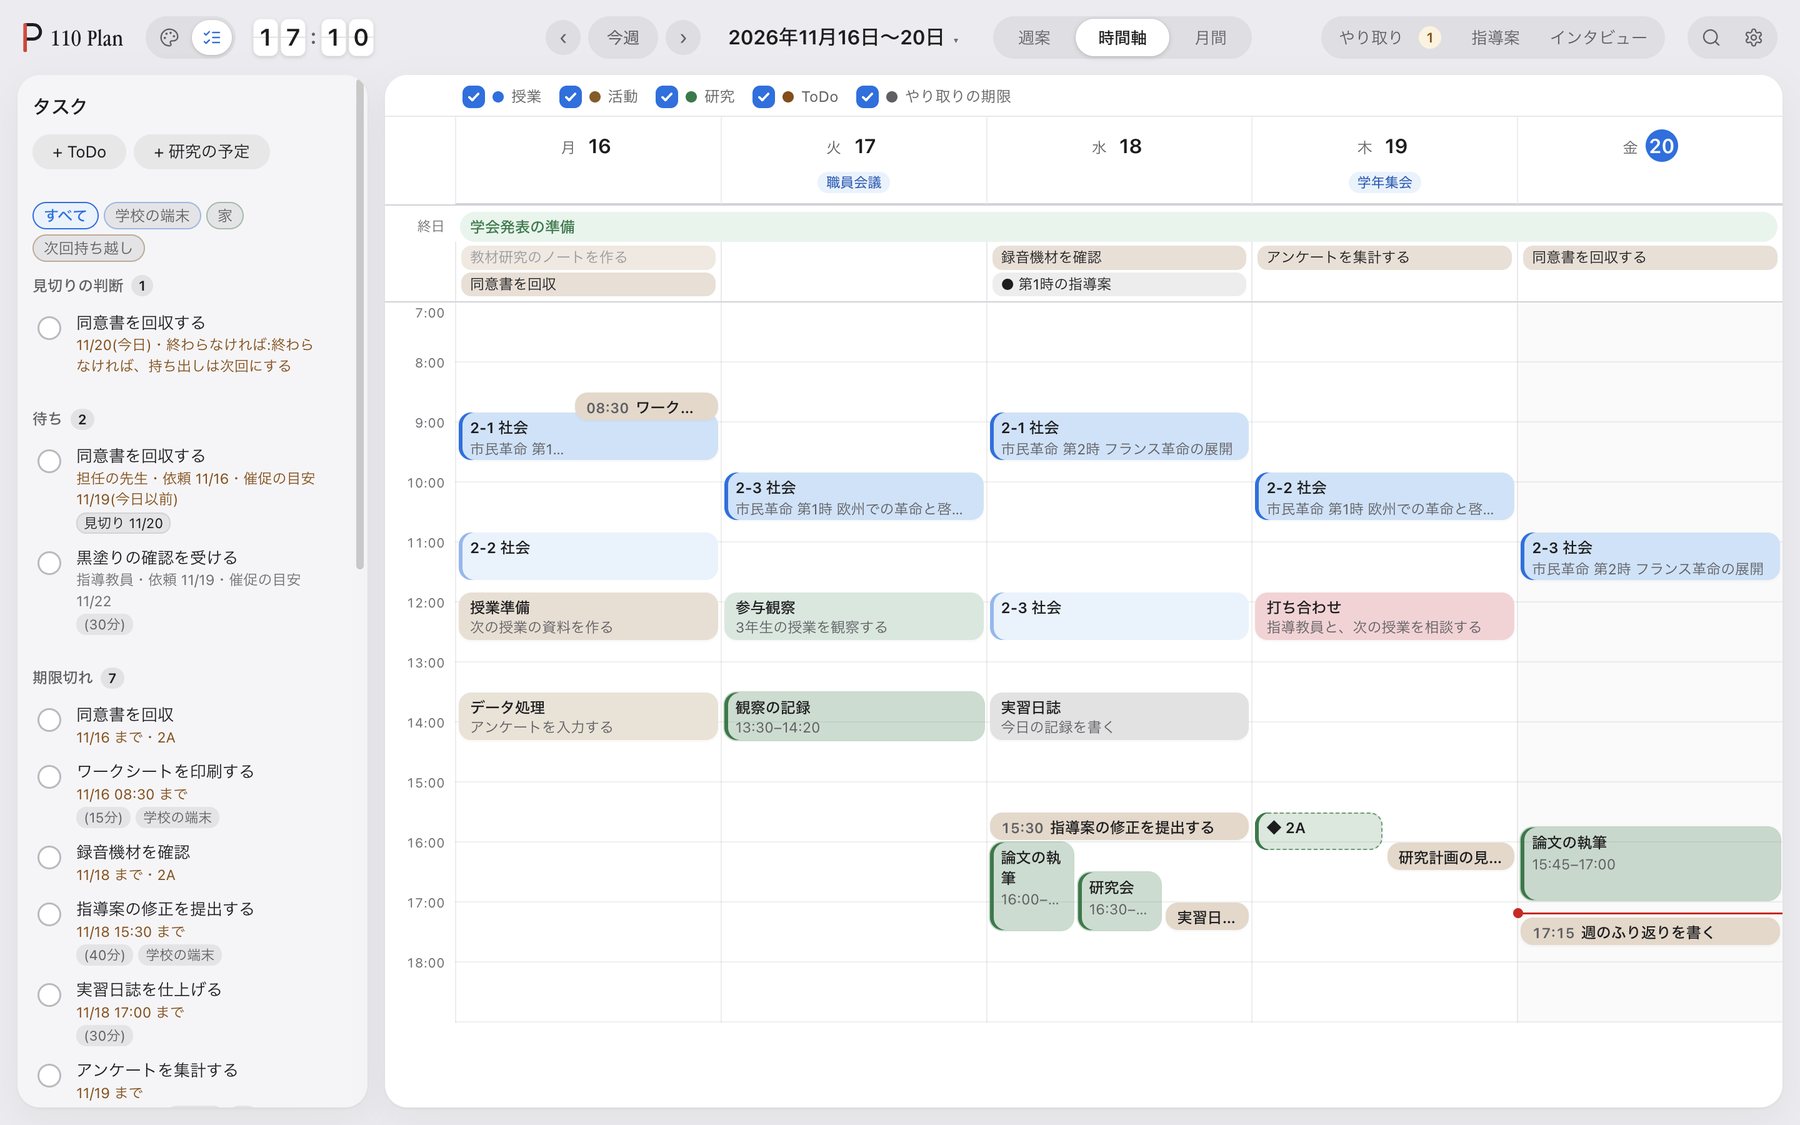 110 Plan
17:10
今週
2026年11月16日〜20日
週案
時間軸
月間
やり取り 1
指導案
インタビュー
タスク
+ ToDo
+ 研究の予定
すべて
学校の端末
家
次回持ち越し
見切りの判断 1
同意書を回収する
11/20(今日)・終わらなければ:終わら
なければ、持ち出しは次回にする
待ち 2
同意書を回収する
担任の先生・依頼 11/16・催促の目安
11/19(今日以前)
見切り 11/20
黒塗りの確認を受ける
指導教員・依頼 11/19・催促の目安
11/22
(30分)
期限切れ 7
同意書を回収
11/16 まで・2A
ワークシートを印刷する
11/16 08:30 まで
(15分) 学校の端末
録音機材を確認
11/18 まで・2A
指導案の修正を提出する
11/18 15:30 まで
(40分) 学校の端末
実習日誌を仕上げる
11/18 17:00 まで
(30分)
アンケートを集計する
11/19 まで
授業
活動
研究
ToDo
やり取りの期限
月 16
火 17
職員会議
水 18
木 19
学年集会
金 20
終日
学会発表の準備
教材研究のノートを作る
同意書を回収
録音機材を確認
● 第1時の指導案
アンケートを集計する
同意書を回収する
7:00
8:00
9:00
10:00
11:00
12:00
13:00
14:00
15:00
16:00
17:00
18:00
08:30 ワーク...
2-1 社会
市民革命 第1...
2-2 社会
授業準備
次の授業の資料を作る
データ処理
アンケートを入力する
2-3 社会
市民革命 第1時 欧州での革命と啓...
参与観察
3年生の授業を観察する
観察の記録
13:30–14:20
2-1 社会
市民革命 第2時 フランス革命の展開
2-3 社会
実習日誌
今日の記録を書く
15:30 指導案の修正を提出する
論文の執
筆
16:00–...
研究会
16:30–...
実習日...
2-2 社会
市民革命 第1時 欧州での革命と啓...
打ち合わせ
指導教員と、次の授業を相談する
◆ 2A
研究計画の見...
2-3 社会
市民革命 第2時 フランス革命の展開
論文の執筆
15:45–17:00
17:15 週のふり返りを書く